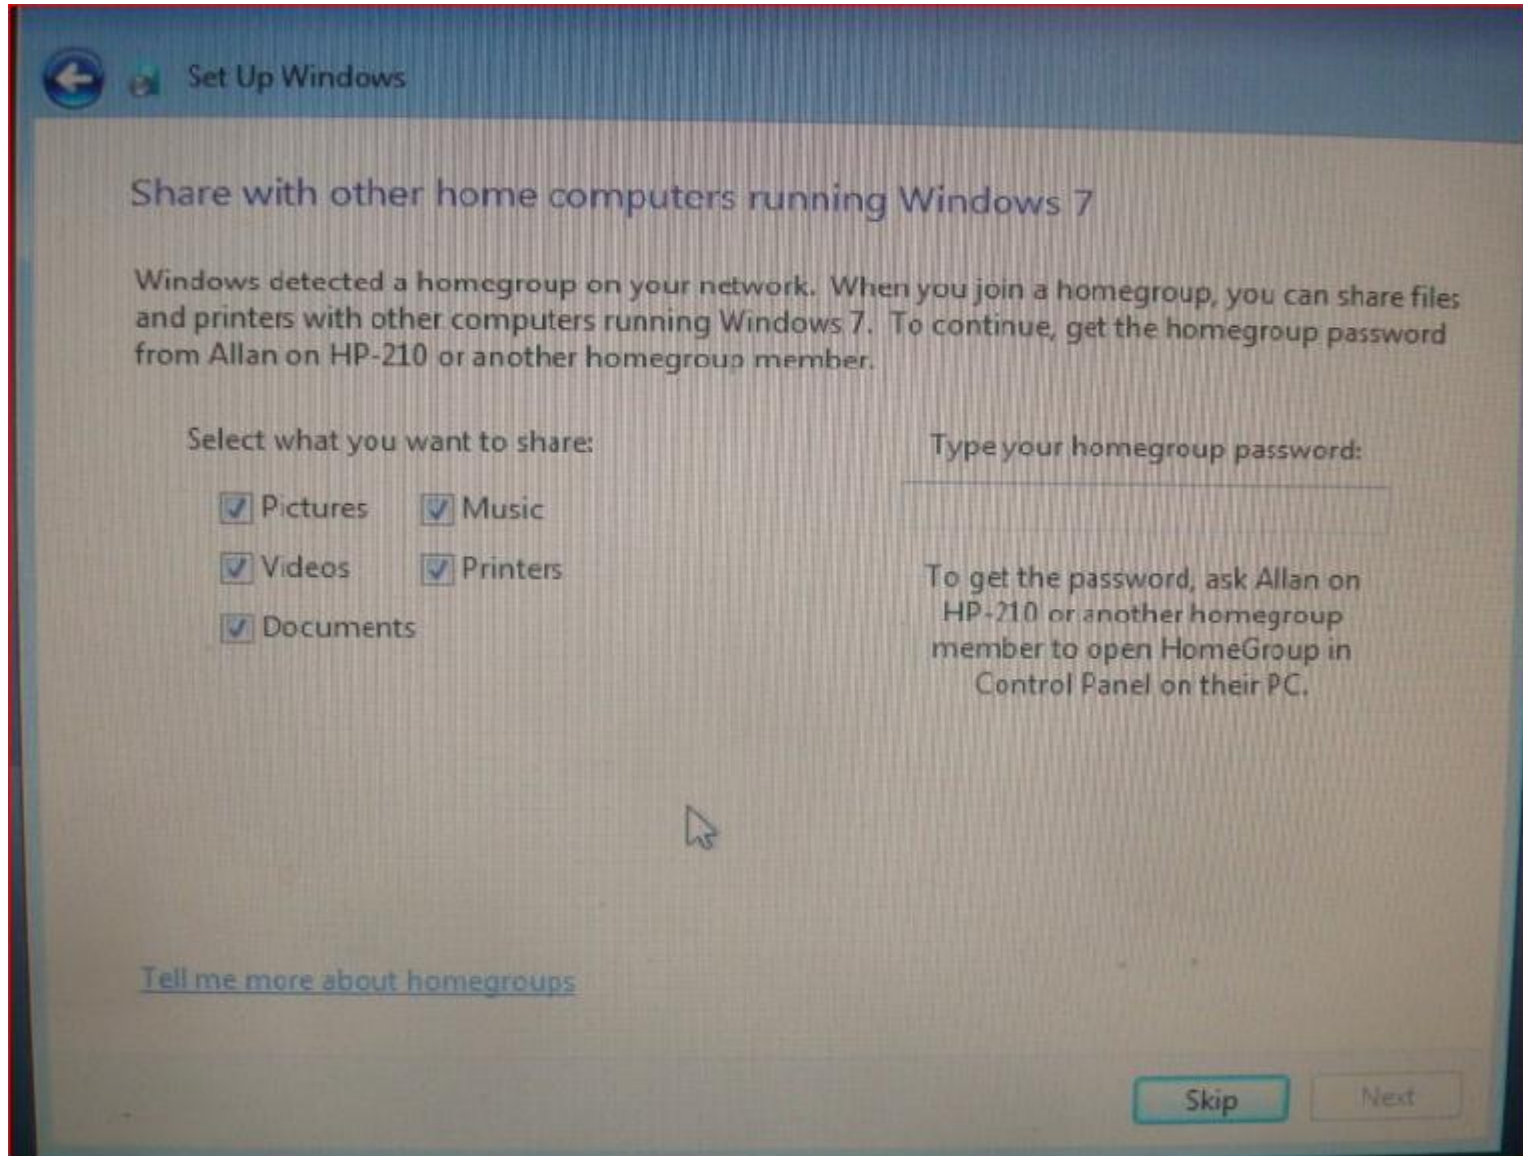 Set Up Windows
Share with other home computers running Windows 7
Windows detected a homegroup on your network. When you join a homegroup, you can share files
and printers with other computers running Windows 7. To continue, get the homegroup password
from Allan on HP-210 or another homegroup member.
Select what you want to share:
Pictures
Music
Videos
Printers
Documents
Type your homegroup password:
To get the password, ask Allan on
HP-210 or another homegroup
member to open HomeGroup in
Control Panel on their PC.
Tell me more about homegroups
Skip
Next